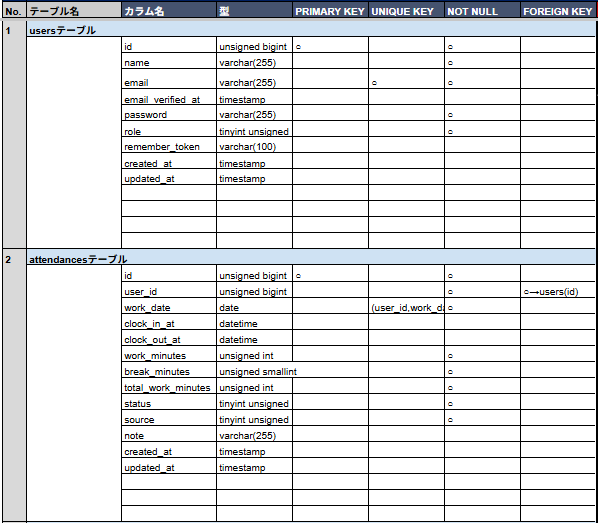 No. テーブル名 カラム名 型 PRIMARY KEY UNIQUE KEY NOT NULL FOREIGN KEY
1 usersテーブル
id unsigned bigint ○ ○
name varchar(255) ○
email varchar(255) ○ ○
email_verified_at timestamp
password varchar(255) ○
role tinyint unsigned ○
remember_token varchar(100)
created_at timestamp
updated_at timestamp
2 attendancesテーブル
id unsigned bigint ○ ○
user_id unsigned bigint ○ ○→users(id)
work_date date (user_id,work_da ○
clock_in_at datetime
clock_out_at datetime
work_minutes unsigned int ○
break_minutes unsigned smallint ○
total_work_minutes unsigned int ○
status tinyint unsigned ○
source tinyint unsigned ○
note varchar(255)
created_at timestamp
updated_at timestamp